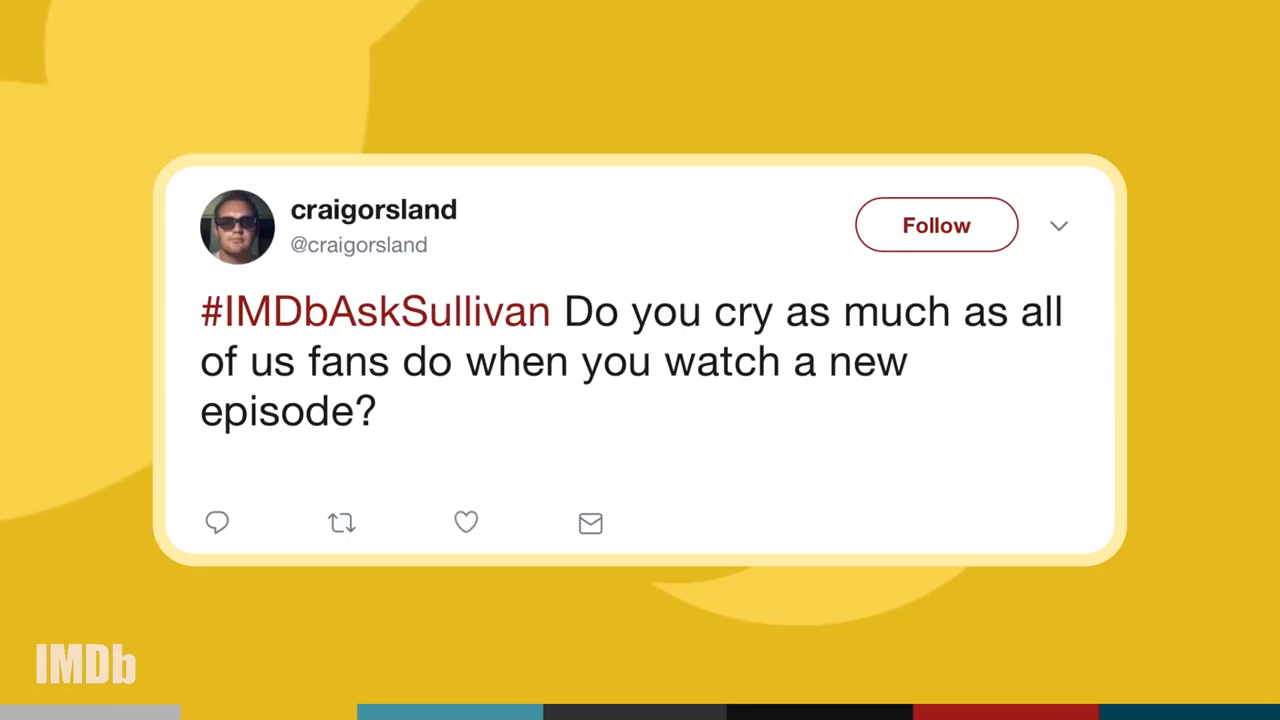 craigorsland
@craigorsland
Follow
#IMDbAskSullivan Do you cry as much as all
of us fans do when you watch a new
episode?
IMDb